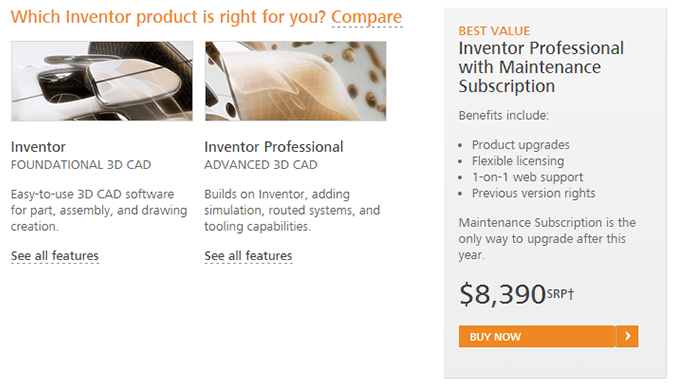 Which Inventor product is right for you? Compare
Inventor
FOUNDATIONAL 3D CAD
Easy-to-use 3D CAD software
for part, assembly, and drawing
creation.
See all features
Inventor Professional
ADVANCED 3D CAD
Builds on Inventor, adding
simulation, routed systems, and
tooling capabilities.
See all features
BEST VALUE
Inventor Professional
with Maintenance
Subscription
Benefits include:
• Product upgrades
• Flexible licensing
• 1-on-1 web support
• Previous version rights
Maintenance Subscription is the
only way to upgrade after this
year.
$8,390SRP†
BUY NOW